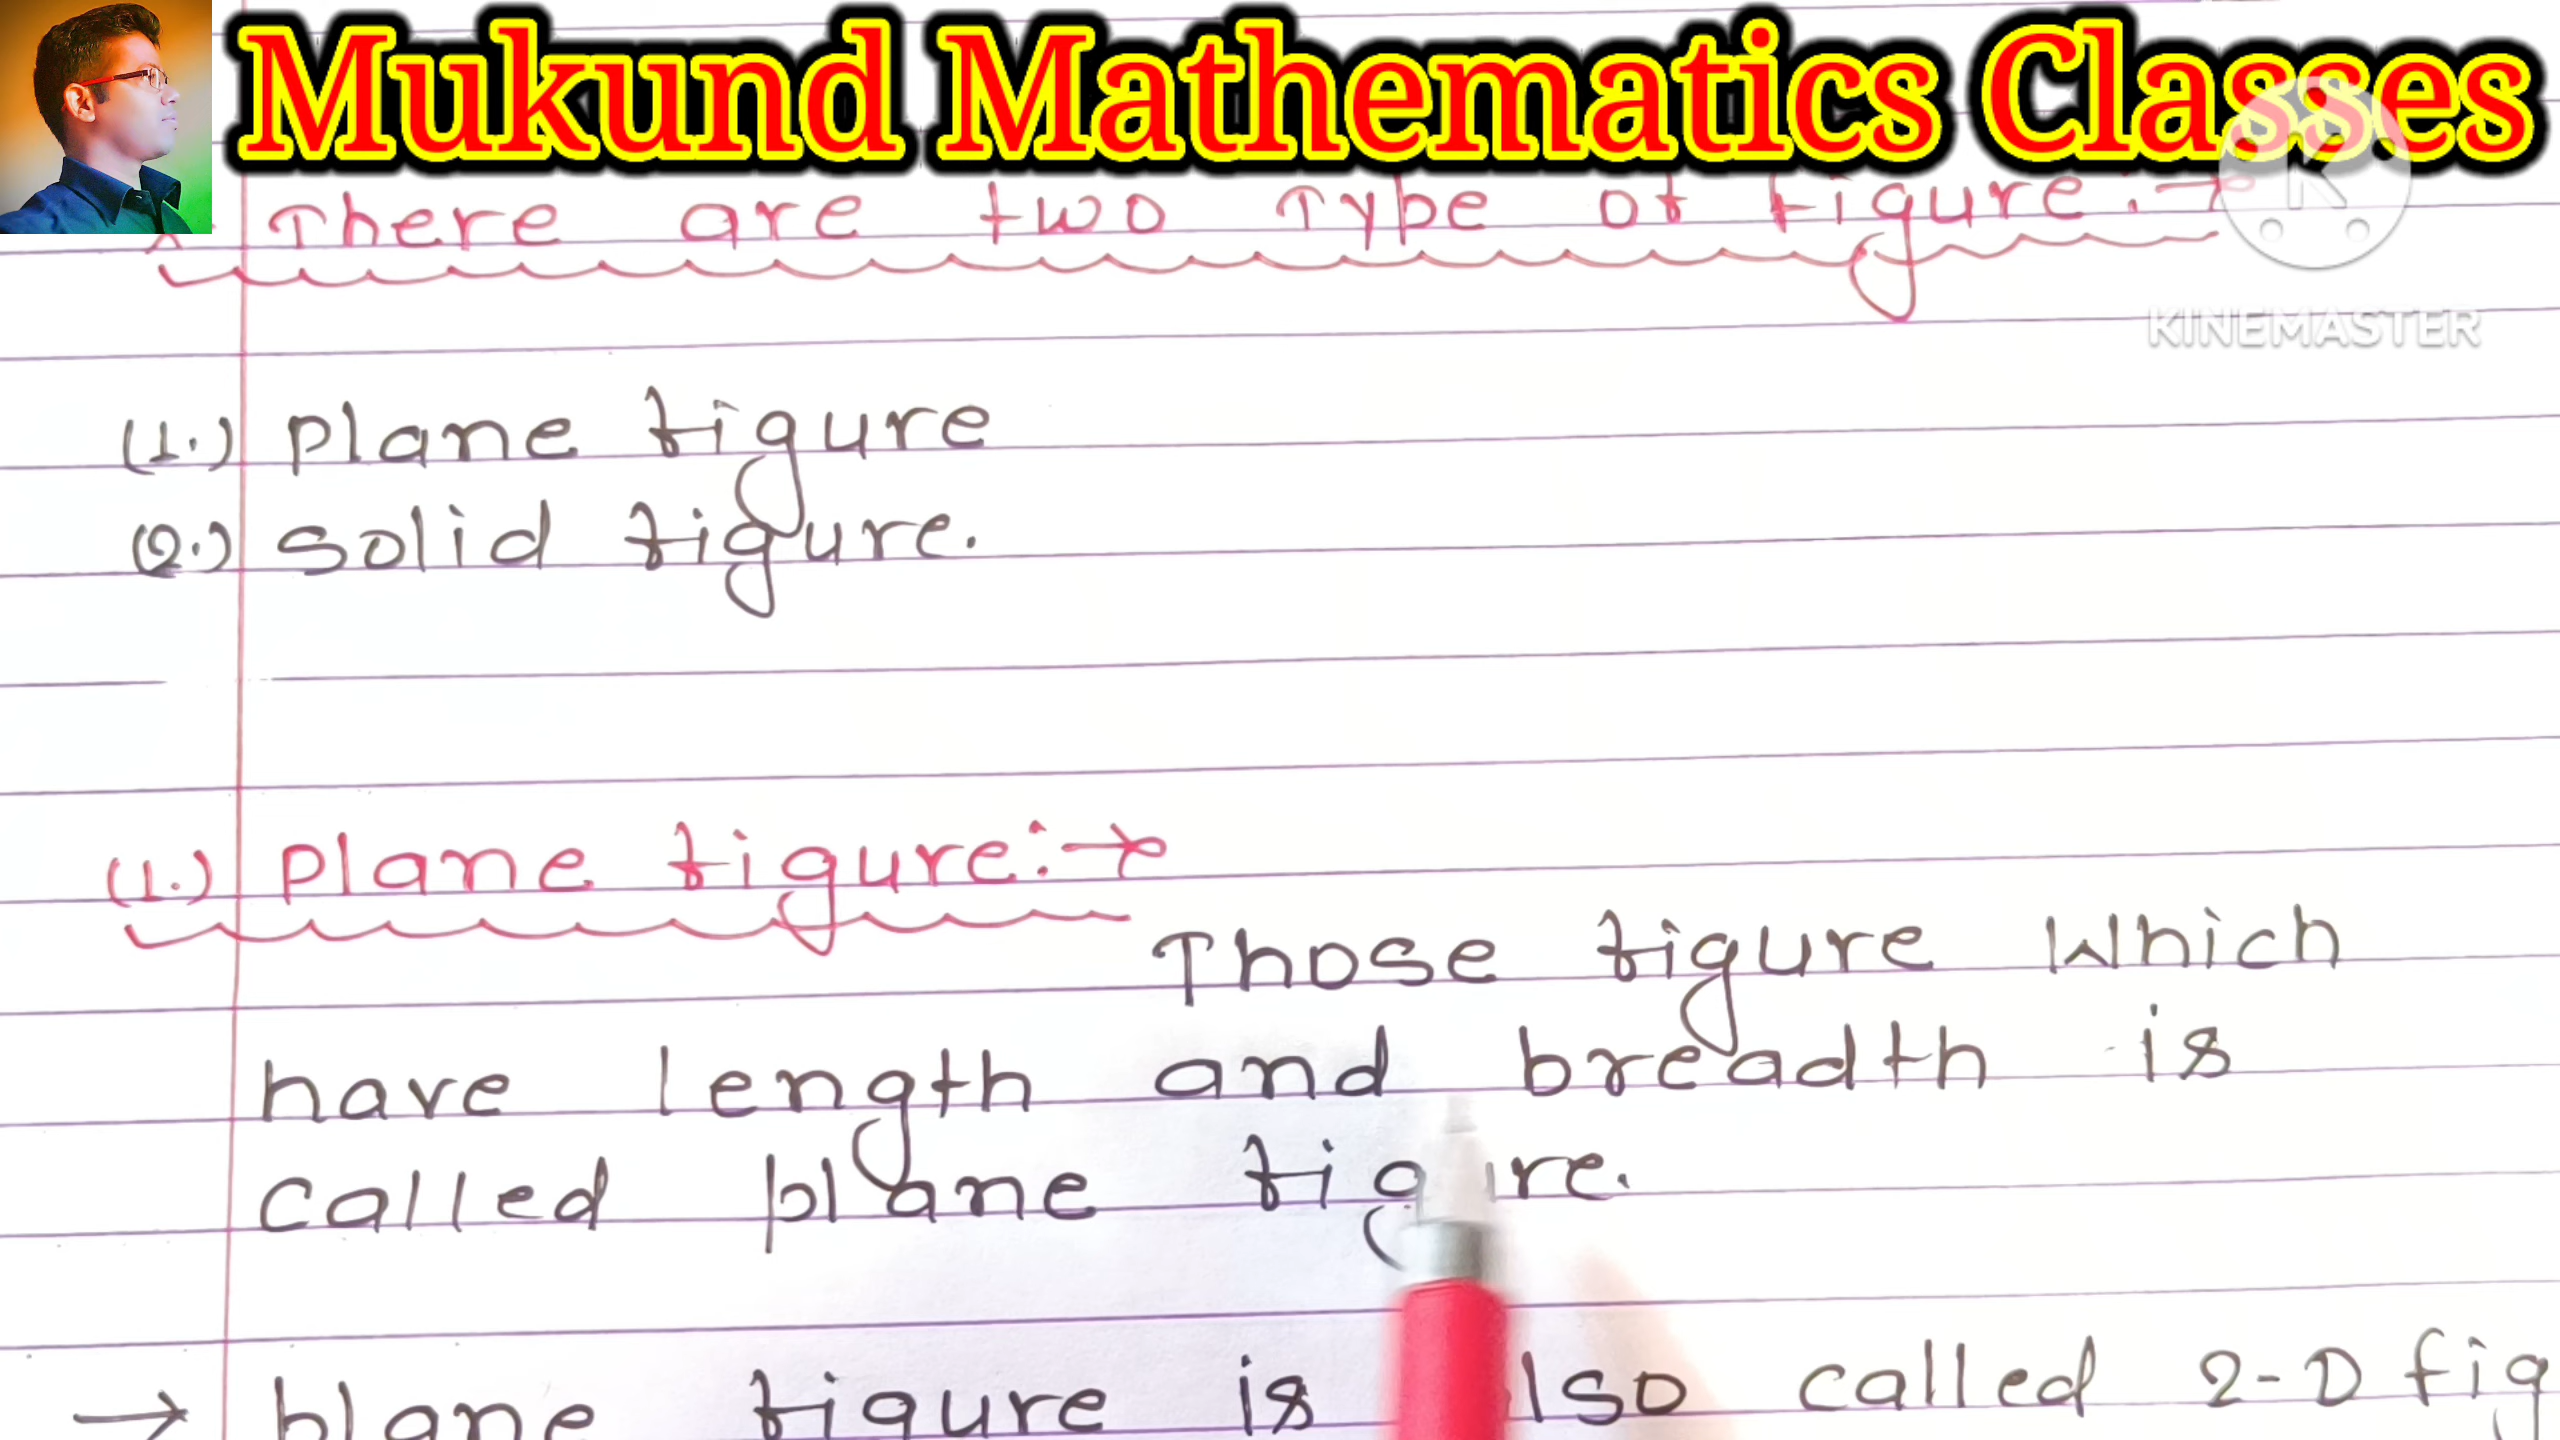 Mukund Mathematics Classes
There are two Type of figure:→
KINEMASTER
(1.) plane figure
(2.) solid figure.
(1.) plane figure:→
Those figure Which
have length and breadth is
called plane figure.
→ plane figure is also called 2-D fig